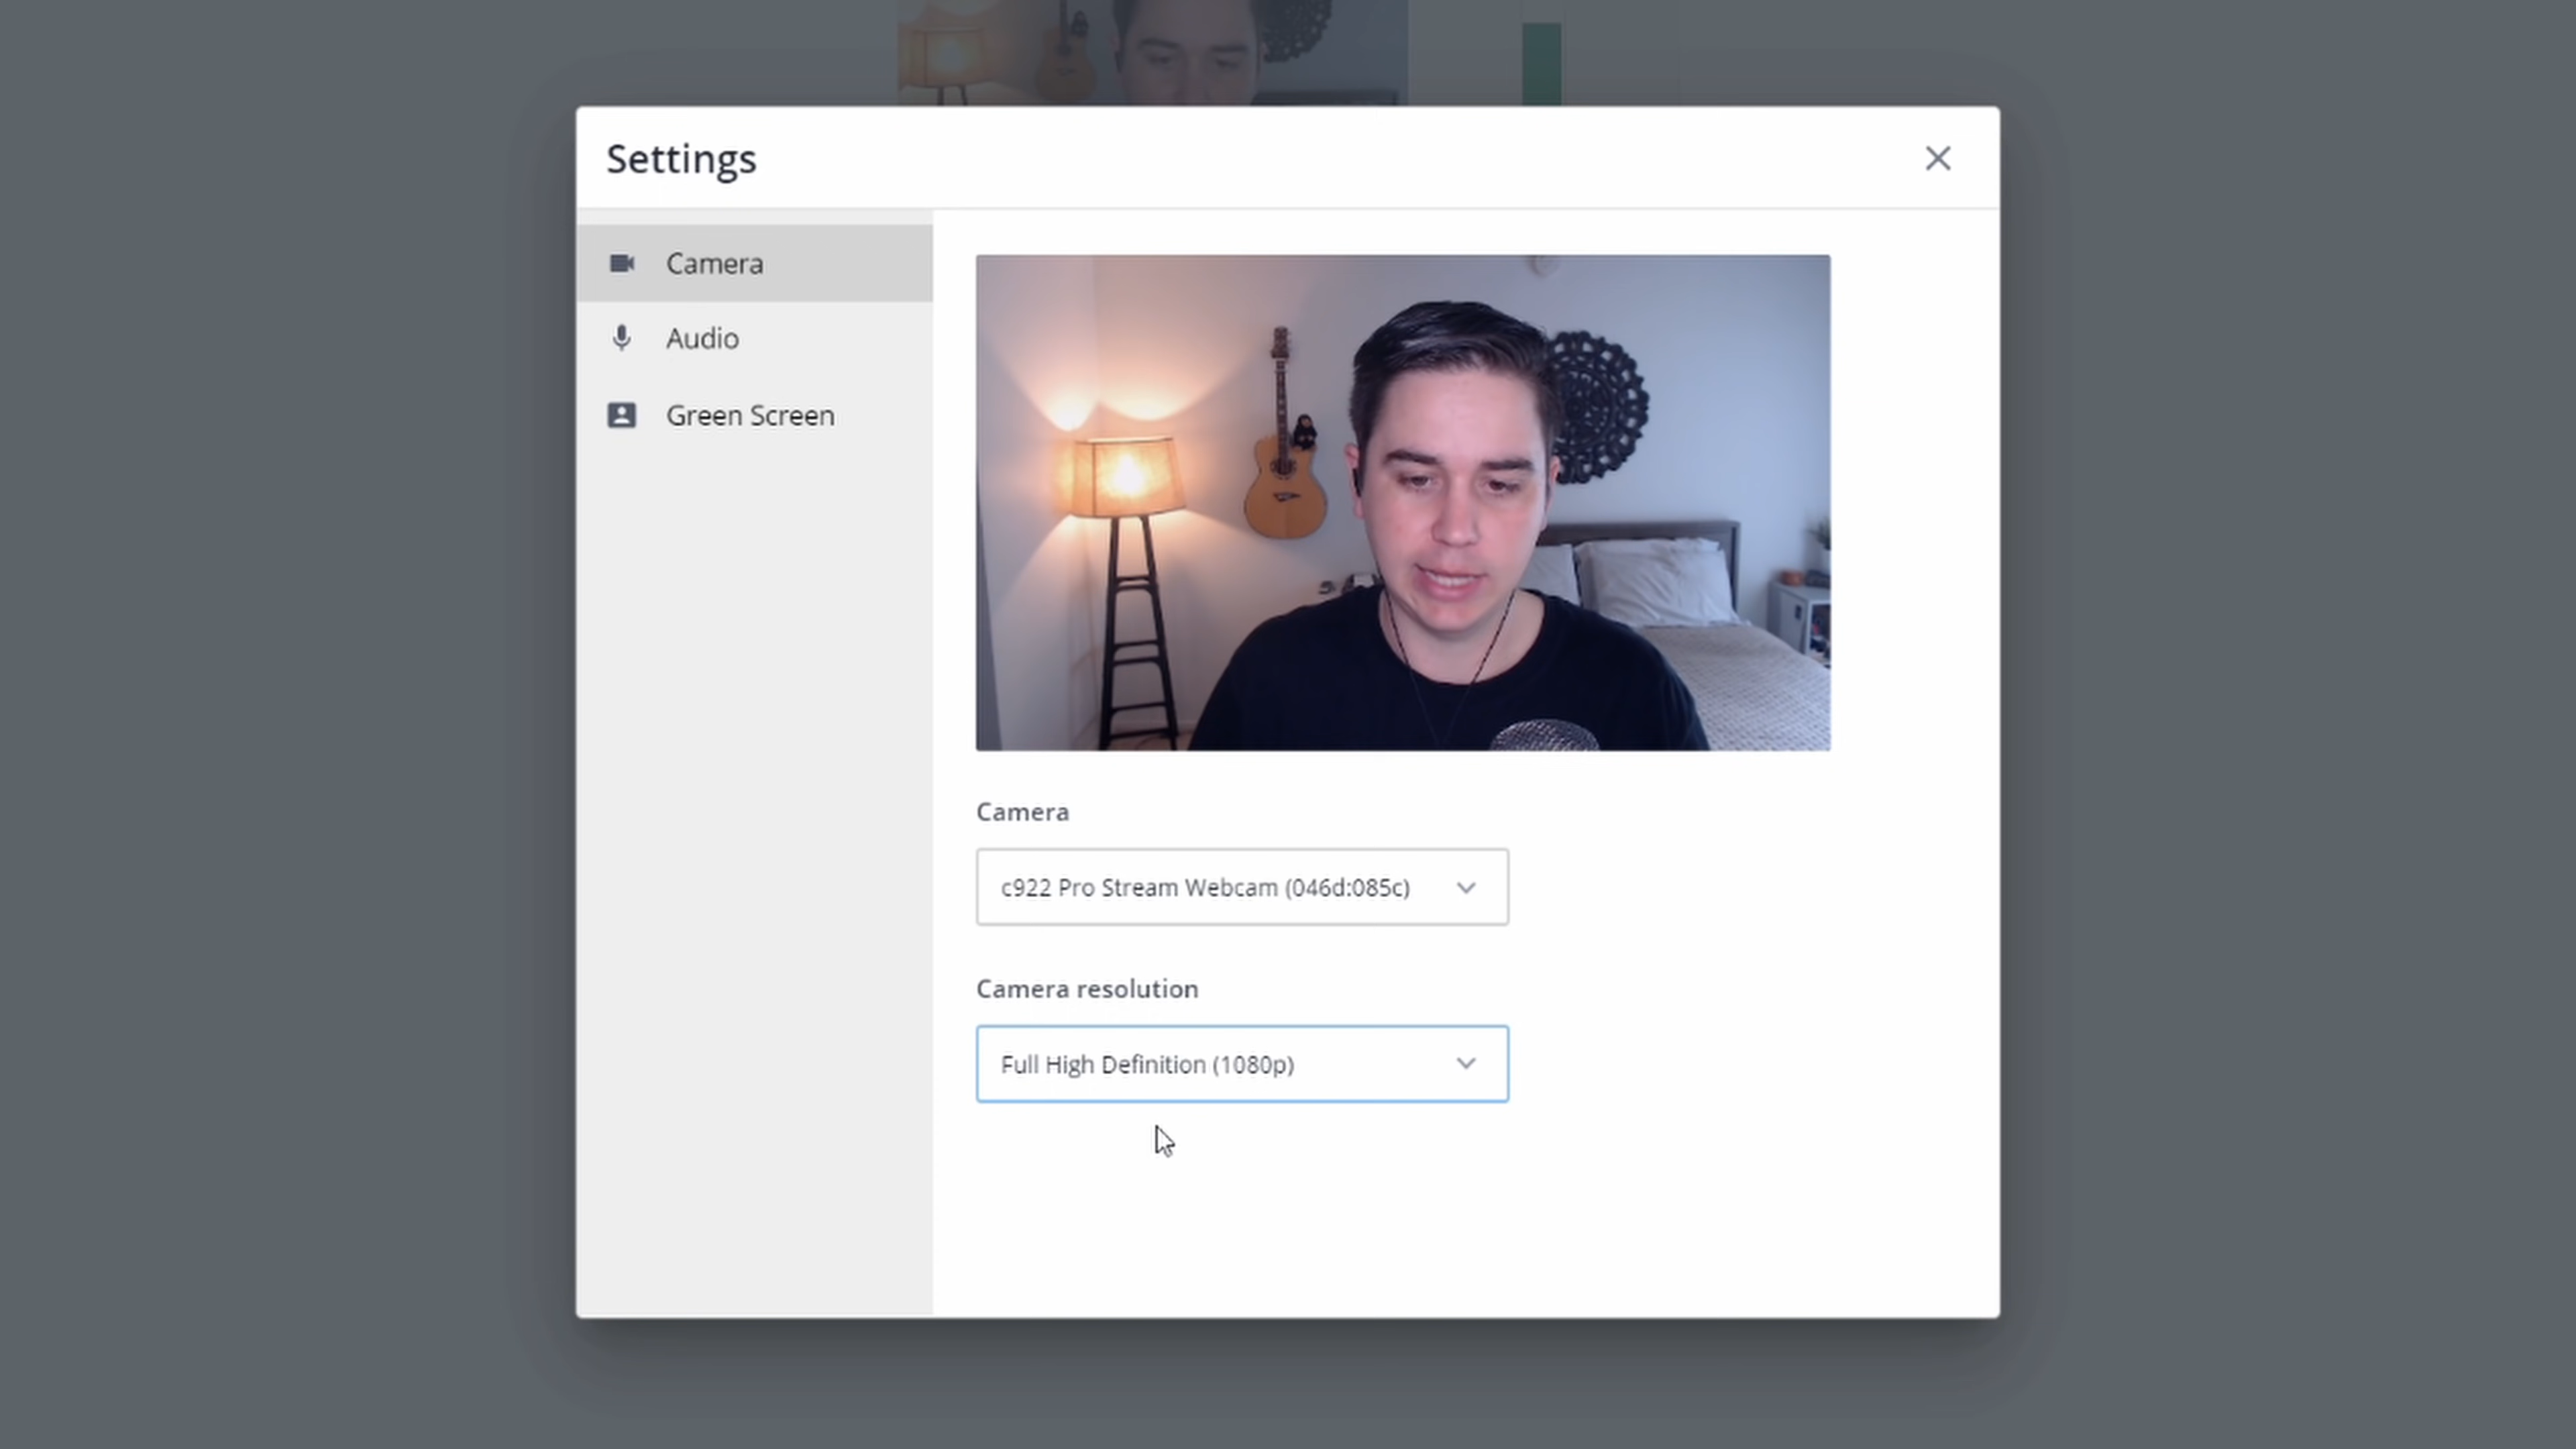 Settings
Camera
Audio
Green Screen
Camera
c922 Pro Stream Webcam (046d:085c)
Camera resolution
Full High Definition (1080p)